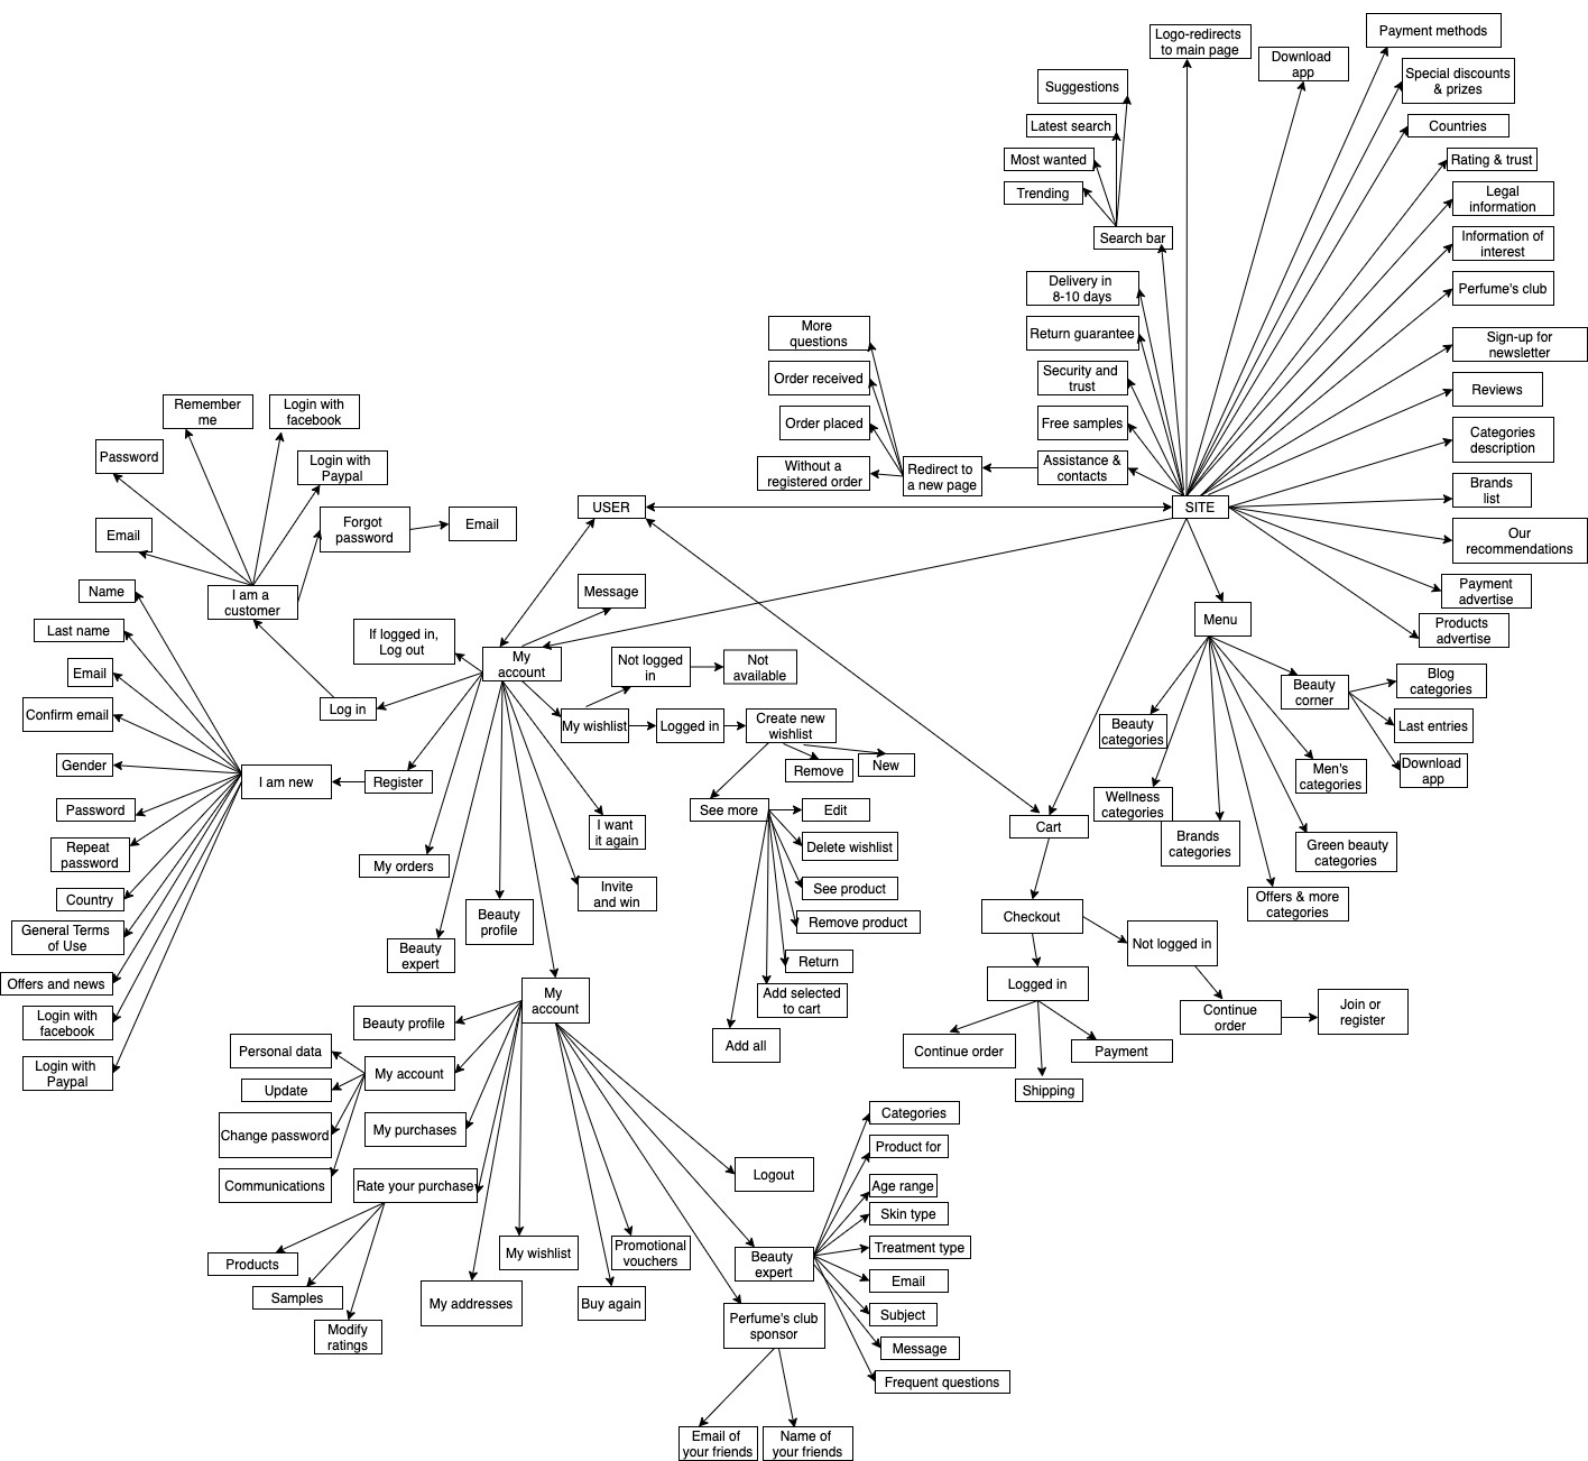 Payment methods
Logo-redirects
to main page
Download
app
Special discounts
& prizes
Suggestions
Countries
Latest search
Most wanted
Rating & trust
Trending
Legal
information
Search bar
Information of
interest
Delivery in
8-10 days
Perfume's club
More
questions
Return guarantee
Sign-up for
newsletter
Order received
Security and
trust
Reviews
Remember
me
Login with
facebook
Order placed
Free samples
Categories
description
Password
Login with
Paypal
Without a
registered order
Redirect to
a new page
Assistance &
contacts
Brands
list
USER
SITE
Email
Forgot
password
Email
Our
recommendations
Name
I am a
customer
Message
Payment
advertise
Menu
Last name
If logged in,
Log out
Products
advertise
My
account
Not logged
in
Not
available
Email
Beauty
corner
Blog
categories
Confirm email
Log in
My wishlist
Logged in
Create new
wishlist
Beauty
categories
Last entries
Gender
I am new
Register
Remove
New
Men's
categories
Download
app
Password
See more
Edit
Wellness
categories
I want
it again
Cart
Repeat
password
My orders
Delete wishlist
Brands
categories
Green beauty
categories
Country
Invite
and win
See product
Offers & more
categories
Beauty
profile
Remove product
Checkout
General Terms
of Use
Not logged in
Beauty
expert
Return
Offers and news
Logged in
My
account
Add selected
to cart
Login with
facebook
Beauty profile
Continue
order
Join or
register
Personal data
Add all
Continue order
Payment
Login with
Paypal
My account
Update
Shipping
Categories
Change password
My purchases
Product for
Logout
Communications
Rate your purchase
Age range
Skin type
Products
My wishlist
Promotional
vouchers
Beauty
expert
Treatment type
Email
Samples
My addresses
Buy again
Subject
Modify
ratings
Perfume's club
sponsor
Message
Frequent questions
Email of
your friends
Name of
your friends